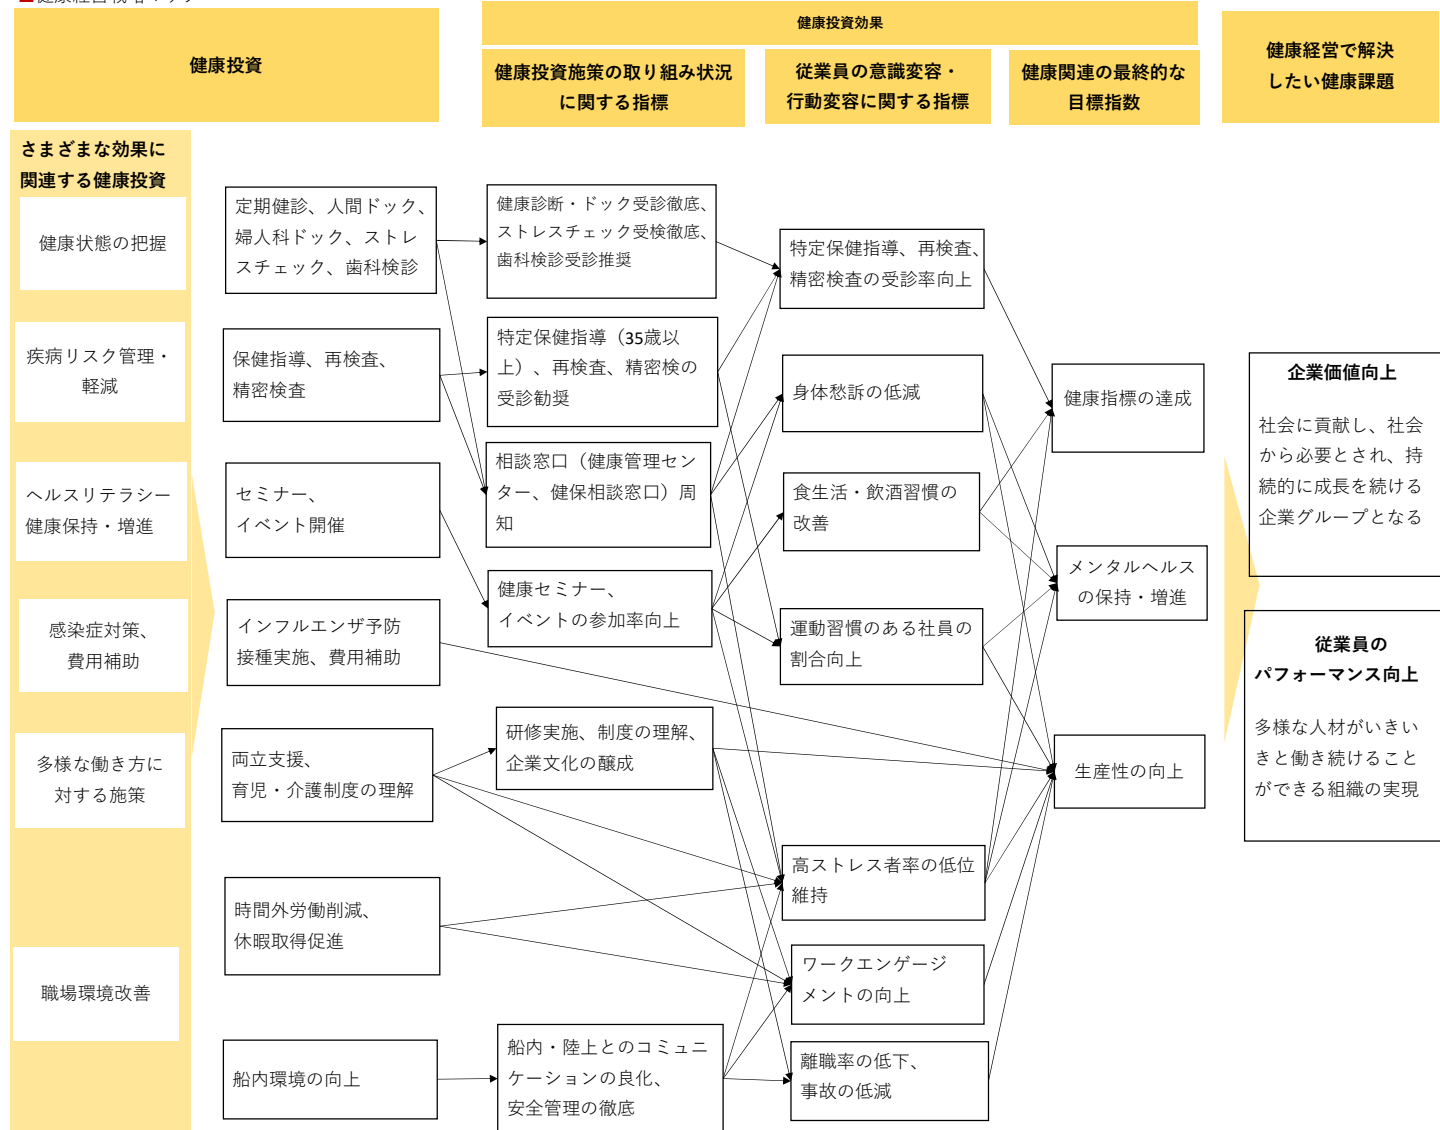 健康投資
健康投資効果
健康投資施策の取り組み状況
に関する指標
従業員の意識変容・
行動変容に関する指標
健康関連の最終的な
目標指数
健康経営で解決
したい健康課題
さまざまな効果に
関連する健康投資
健康状態の把握
疾病リスク管理・
軽減
ヘルスリテラシー
健康保持・増進
感染症対策、
費用補助
多様な働き方に
対する施策
職場環境改善
定期健診、人間ドック、
婦人科ドック、ストレ
スチェック、歯科検診
保健指導、再検査、
精密検査
セミナー、
イベント開催
インフルエンザ予防
接種実施、費用補助
両立支援、
育児・介護制度の理解
時間外労働削減、
休暇取得促進
船内環境の向上
健康診断・ドック受診徹底、
ストレスチェック受検徹底、
歯科検診受診推奨
特定保健指導（35歳以
上）、再検査、精密検の
受診勧奨
相談窓口（健康管理セン
ター、健保相談窓口）周
知
健康セミナー、
イベントの参加率向上
研修実施、制度の理解、
企業文化の醸成
船内・陸上とのコミュニ
ケーションの良化、
安全管理の徹底
特定保健指導、再検査、
精密検査の受診率向上
身体愁訴の低減
食生活・飲酒習慣の
改善
運動習慣のある社員の
割合向上
高ストレス者率の低位
維持
ワークエンゲージ
メントの向上
離職率の低下、
事故の低減
健康指標の達成
メンタルヘルス
の保持・増進
生産性の向上
企業価値向上
社会に貢献し、社会
から必要とされ、持
続的に成長を続ける
企業グループとなる
従業員の
パフォーマンス向上
多様な人材がいきい
きと働き続けること
ができる組織の実現